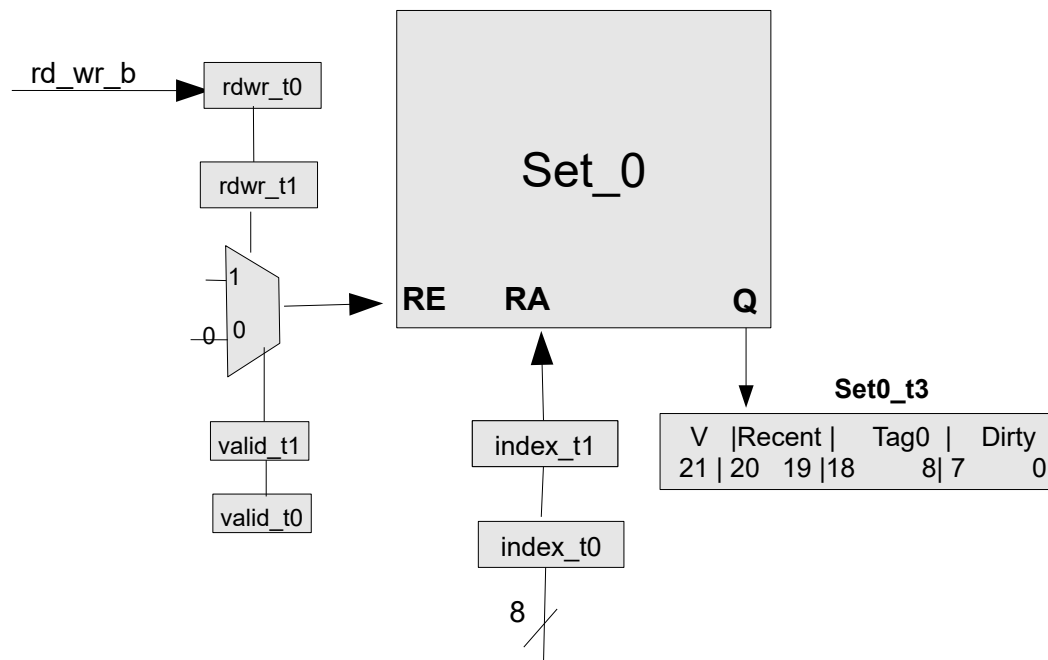 rd_wr_b
rdwr_t0
rdwr_t1
1
0 0
valid_t1
valid_t0
Set_0
RE RA Q
index_t1
index_t0
8
Set0_t3
V |Recent | Tag0 | Dirty
21 | 20 19 |18 8| 7 0